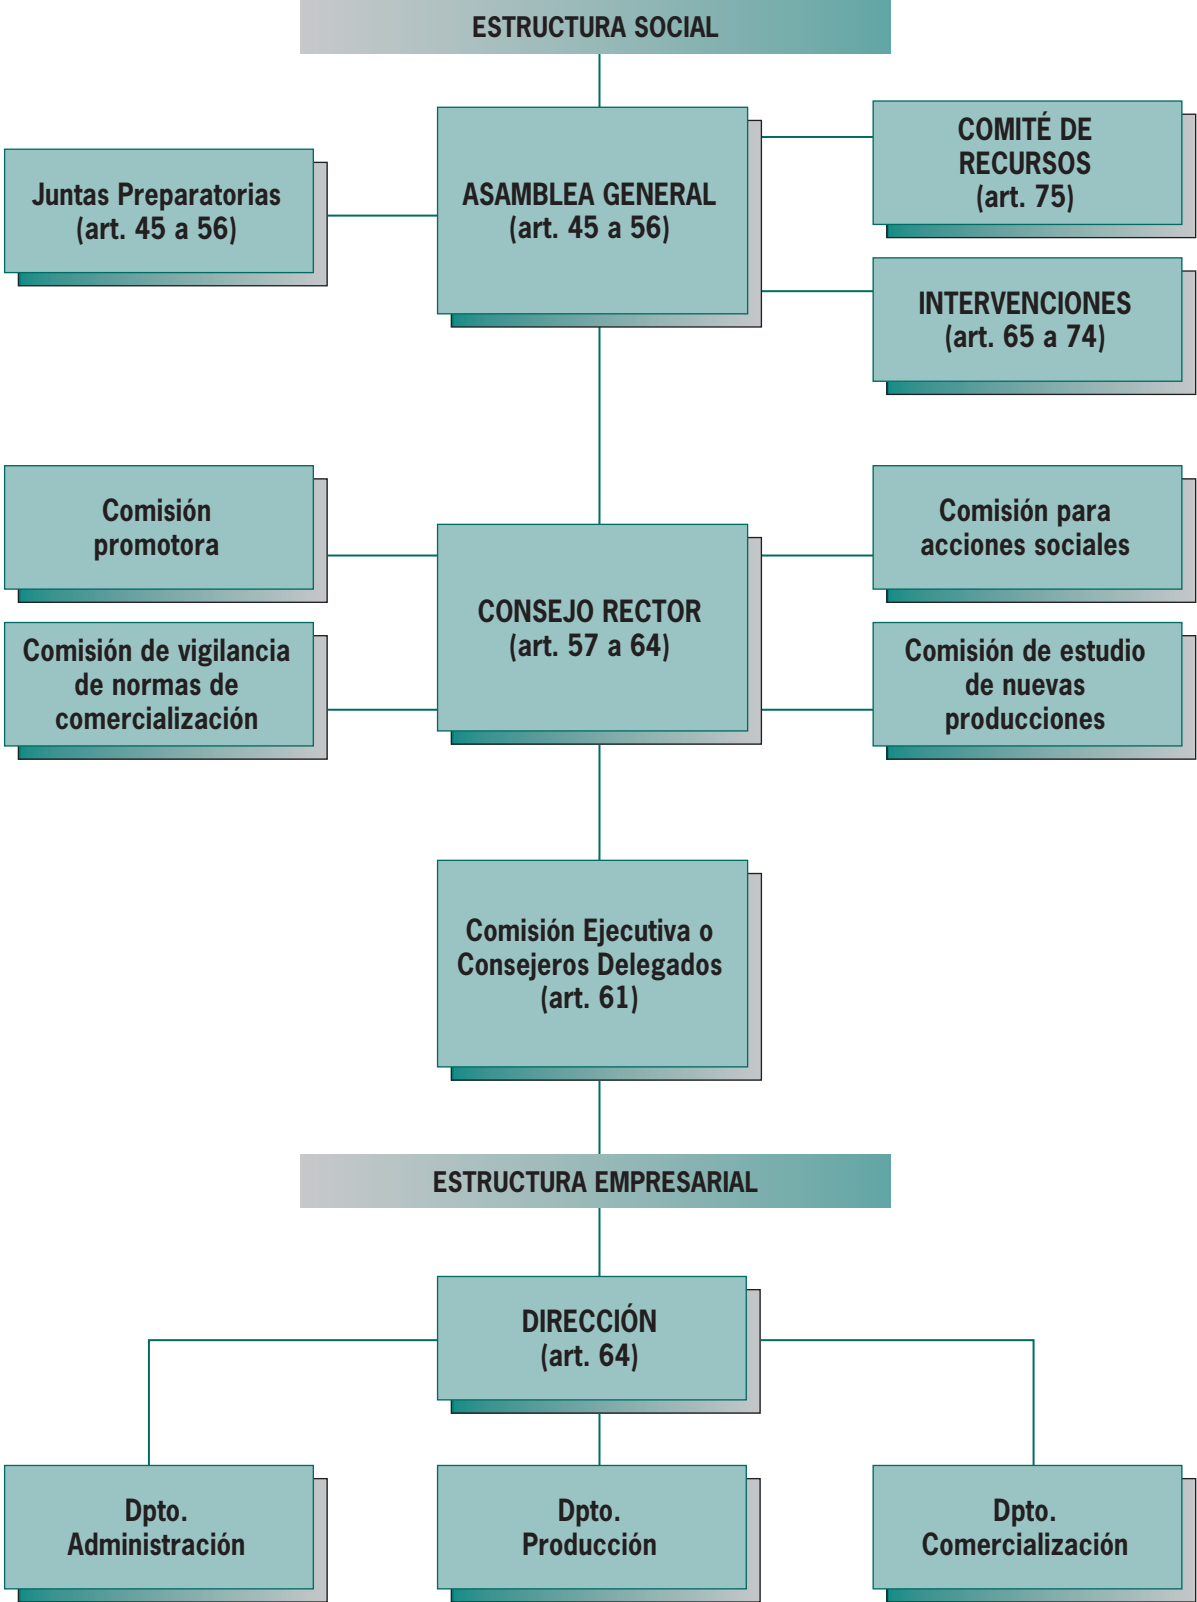 ESTRUCTURA SOCIAL
Juntas Preparatorias
(art. 45 a 56)
ASAMBLEA GENERAL
(art. 45 a 56)
COMITÉ DE
RECURSOS
(art. 75)
INTERVENCIONES
(art. 65 a 74)
Comisión
promotora
Comisión de vigilancia
de normas de
comercialización
CONSEJO RECTOR
(art. 57 a 64)
Comisión para
acciones sociales
Comisión de estudio
de nuevas
producciones
Comisión Ejecutiva o
Consejeros Delegados
(art. 61)
ESTRUCTURA EMPRESARIAL
DIRECCIÓN
(art. 64)
Dpto.
Administración
Dpto.
Producción
Dpto.
Comercialización